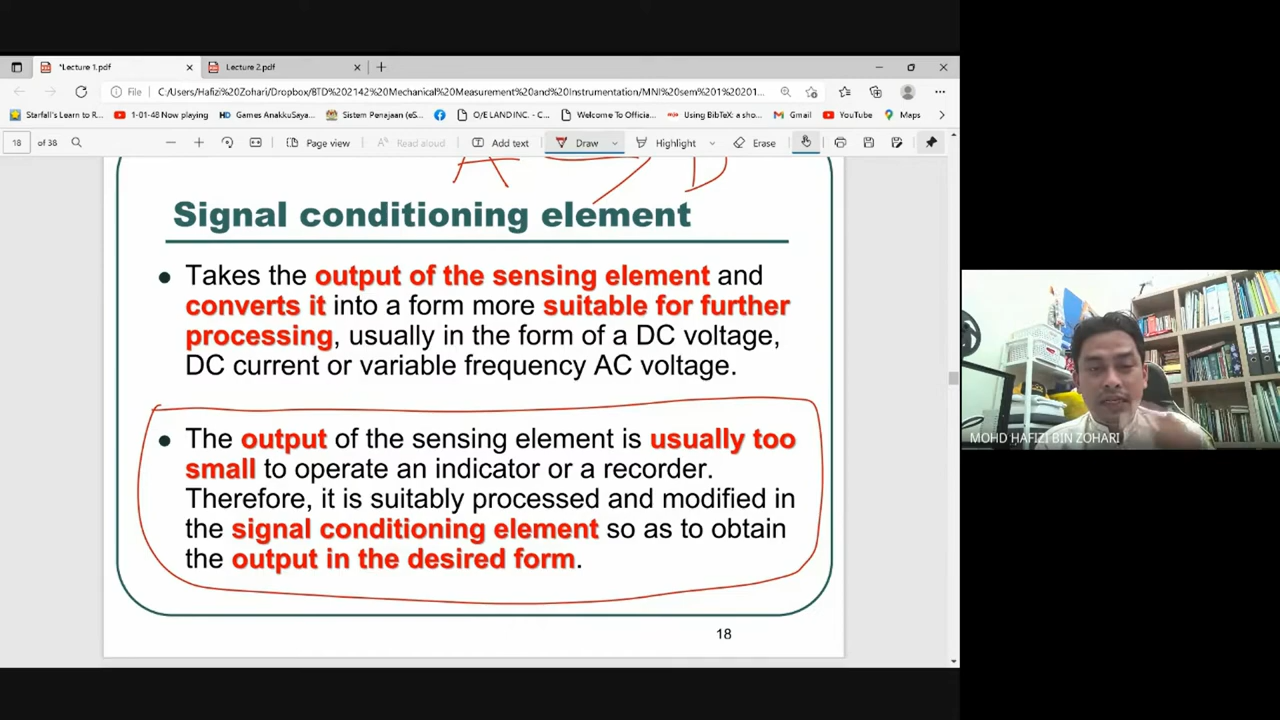 *Lecture 1.pdf
Lecture 2.pdf
File
C:/Users/Hafizi%20Zohari/Dropbox/BTD%202142%20Mechanical%20Measurement%20and%20Instrumentation/MNI%20sem%201%20201...
Starfall's Learn to R...
1-01-48 Now playing
HD Games AnakkuSaya...
Sistem Penajaan (eS...
O/E LAND INC. - C...
Welcome To Officia...
Using BibTeX: a sho...
Gmail
YouTube
Maps
18 of 38
Page view
Read aloud
Add text
Draw
Highlight
Erase
A D
Signal conditioning element
• Takes the output of the sensing element and
converts it into a form more suitable for further
processing, usually in the form of a DC voltage,
DC current or variable frequency AC voltage.
• The output of the sensing element is usually too
small to operate an indicator or a recorder.
Therefore, it is suitably processed and modified in
the signal conditioning element so as to obtain
the output in the desired form.
18
MOHD HAFIZI BIN ZOHARI